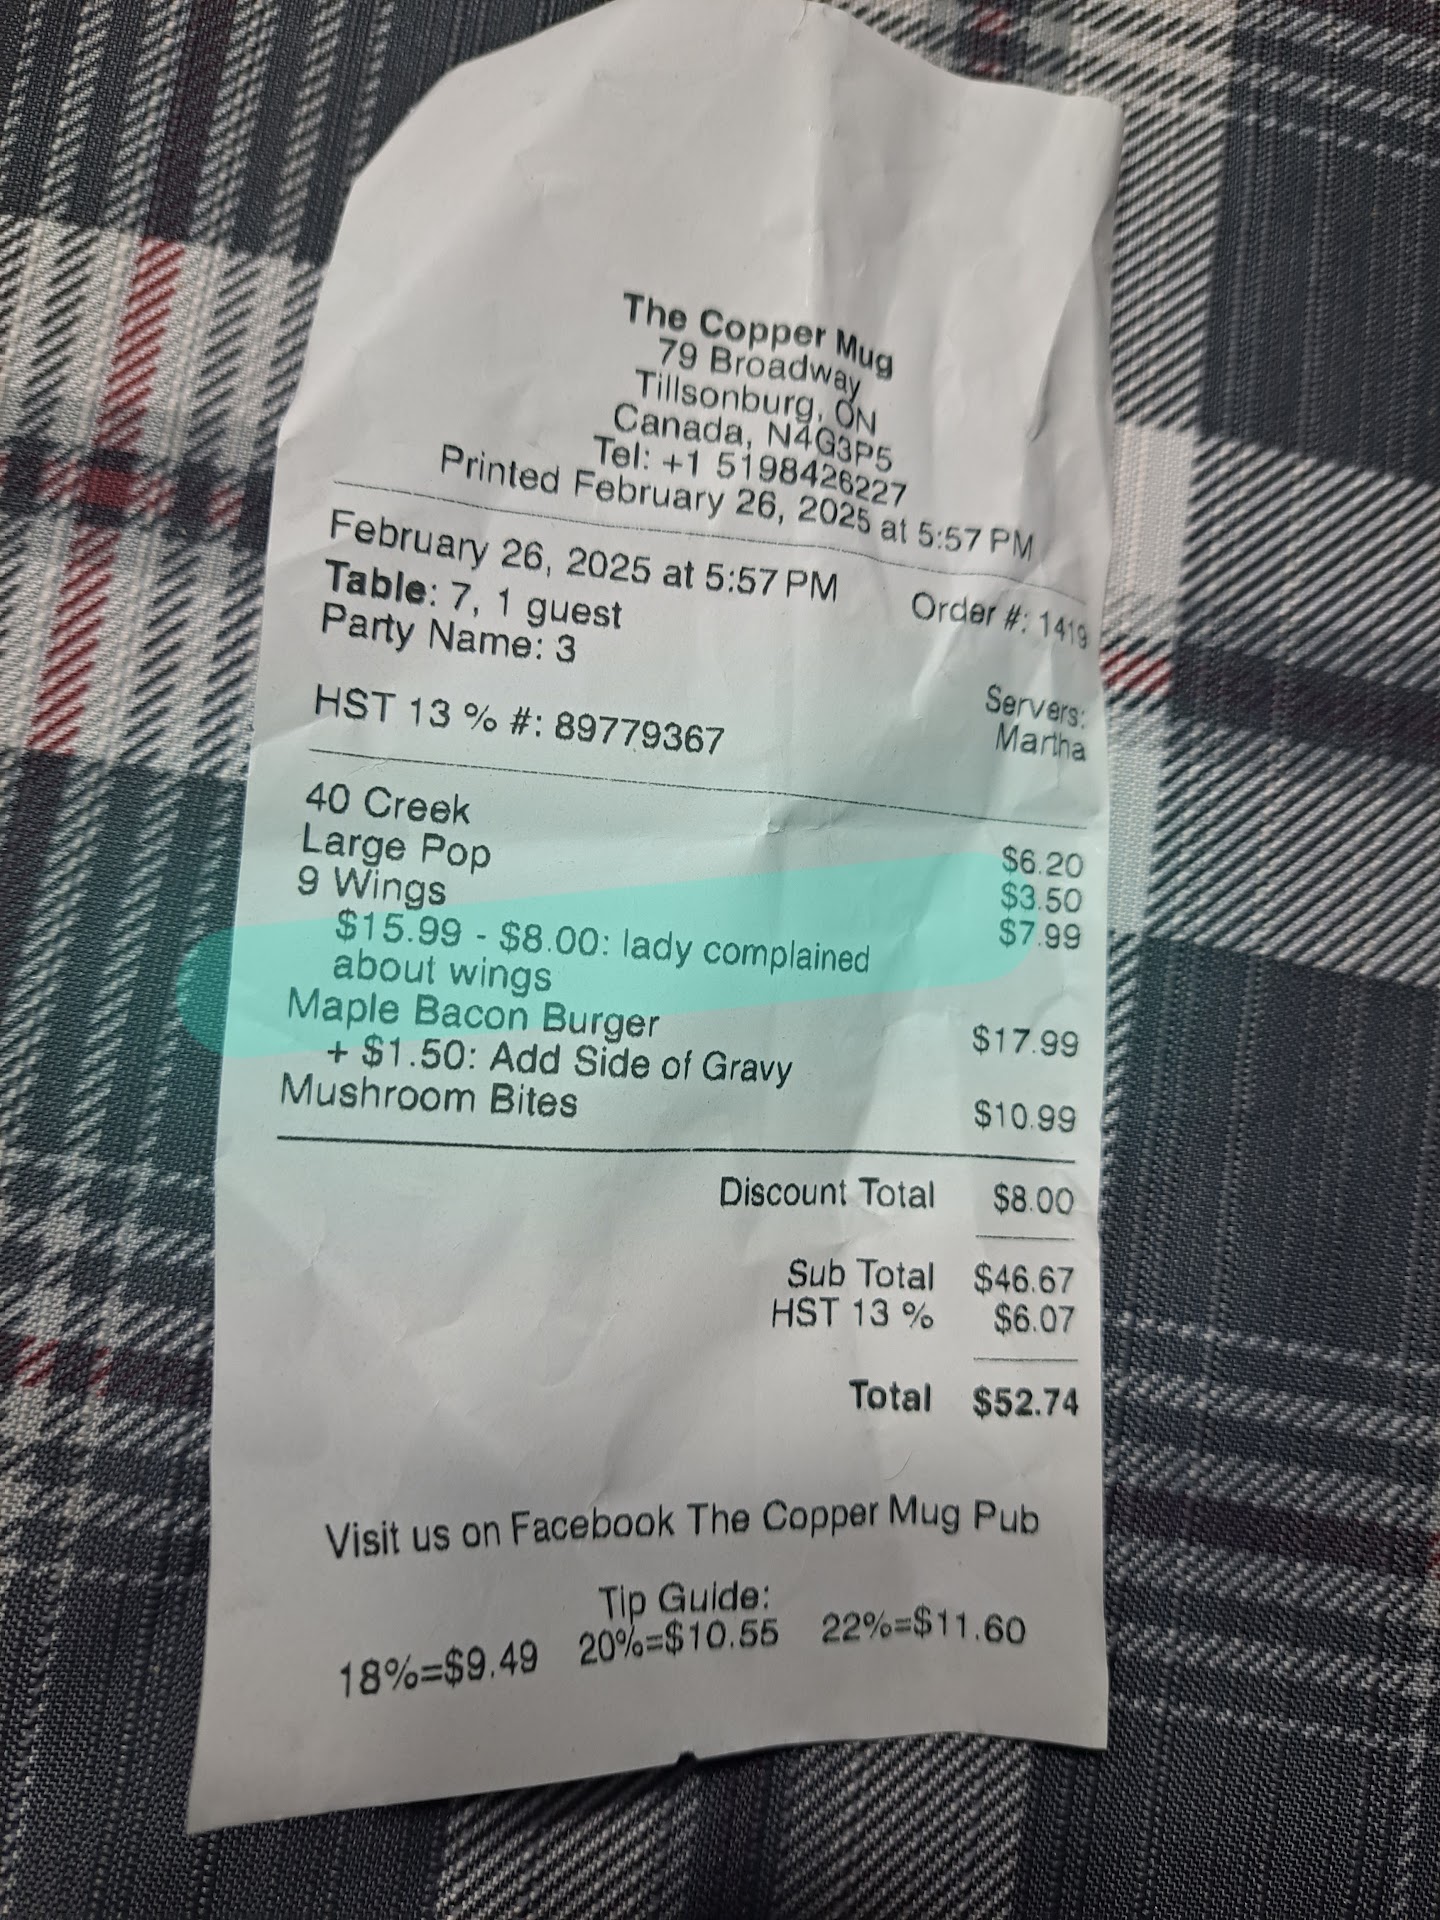 The Copper Mug
79 Broadway
Tillsonburg, ON
Canada, N4G3P5
Tel: +1 5198426227
Printed February 26, 2025 at 5:57 PM
February 26, 2025 at 5:57 PM Order #: 1419
Table: 7, 1 guest
Party Name: 3
Servers:
HST 13 % #: 89779367 Martha
40 Creek $6.20
Large Pop $3.50
9 Wings $7.99
$15.99 - $8.00: lady complained
about wings
Maple Bacon Burger $17.99
+ $1.50: Add Side of Gravy
Mushroom Bites $10.99
Discount Total $8.00
Sub Total $46.67
HST 13 % $6.07
Total $52.74
Visit us on Facebook The Copper Mug Pub
Tip Guide:
18%=$9.49 20%=$10.55 22%=$11.60